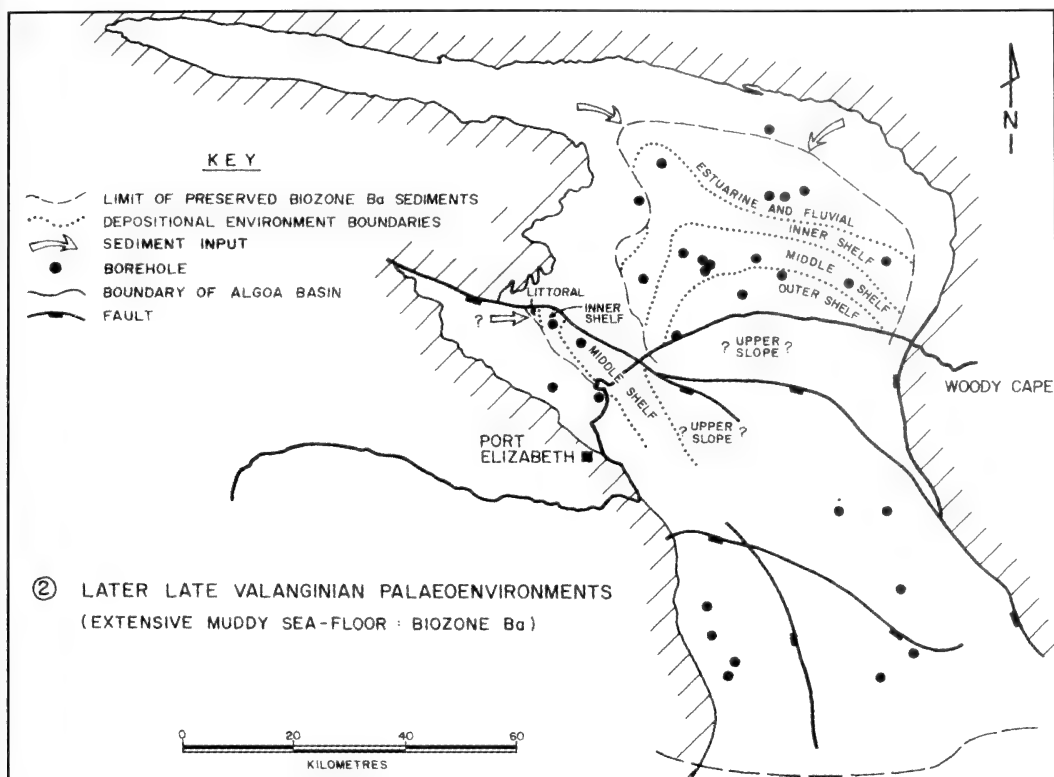 N
KEY
LIMIT OF PRESERVED BIOZONE Ba SEDIMENTS
DEPOSITIONAL ENVIRONMENT BOUNDARIES
SEDIMENT INPUT
BOREHOLE
BOUNDARY OF ALGOA BASIN
FAULT
ESTUARINE AND FLUVIAL
INNER SHELF
MIDDLE SHELF
OUTER SHELF
? UPPER ?
SLOPE
WOODY CAPE
LITTORAL
?
INNER
SHELF
MIDDLE SHELF
? UPPER ?
SLOPE
PORT
ELIZABETH
② LATER LATE VALANGINIAN PALAEOENVIRONMENTS
(EXTENSIVE MUDDY SEA-FLOOR : BIOZONE Ba)
0 20 40 60
KILOMETRES